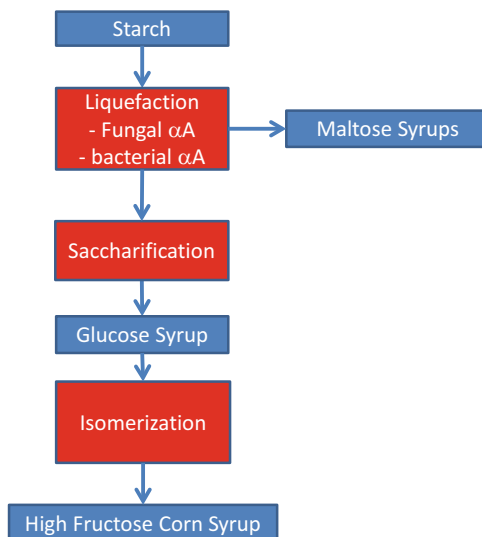 Starch
Liquefaction
- Fungal αA
- bacterial αA
Maltose Syrups
Saccharification
Glucose Syrup
Isomerization
High Fructose Corn Syrup